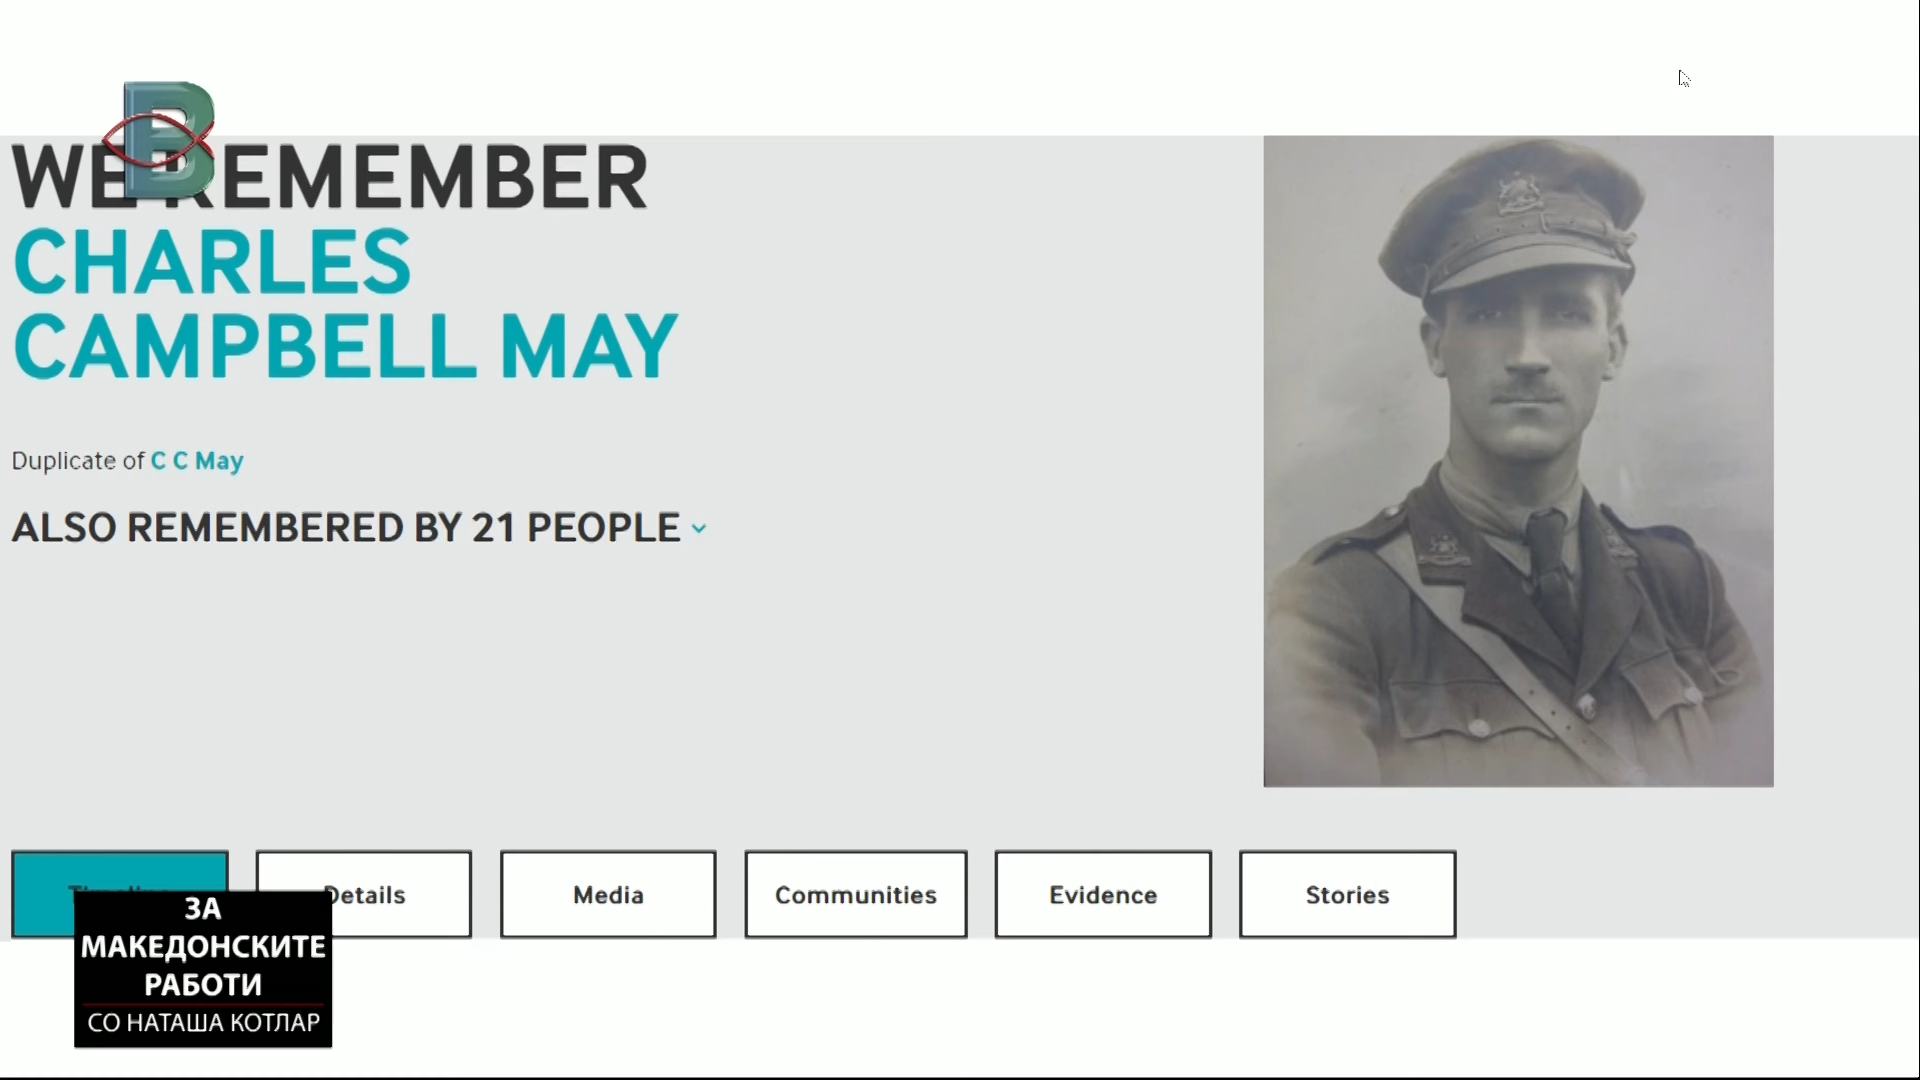 WE REMEMBER
CHARLES
CAMPBELL MAY
Duplicate of C C May
ALSO REMEMBERED BY 21 PEOPLE
Details
Media
Communities
Evidence
Stories
ЗА
МАКЕДОНСКИТЕ
РАБОТИ
СО НАТАША КОТЛАР